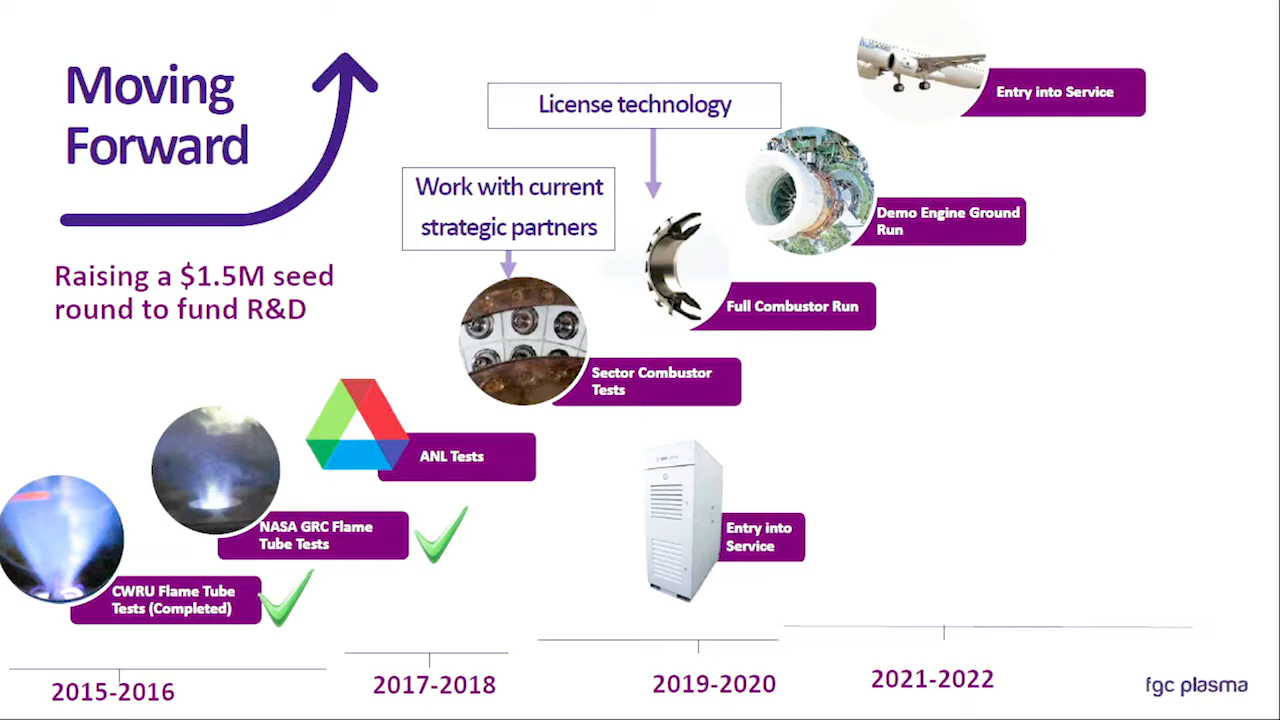 Moving
Forward
Raising a $1.5M seed
round to fund R&D
License technology
Work with current
strategic partners
Entry into Service
Demo Engine Ground
Run
Full Combustor Run
Sector Combustor
Tests
ANL Tests
NASA GRC Flame
Tube Tests
CWRU Flame Tube
Tests (Completed)
Entry into
Service
2015-2016
2017-2018
2019-2020
2021-2022
fgc plasma